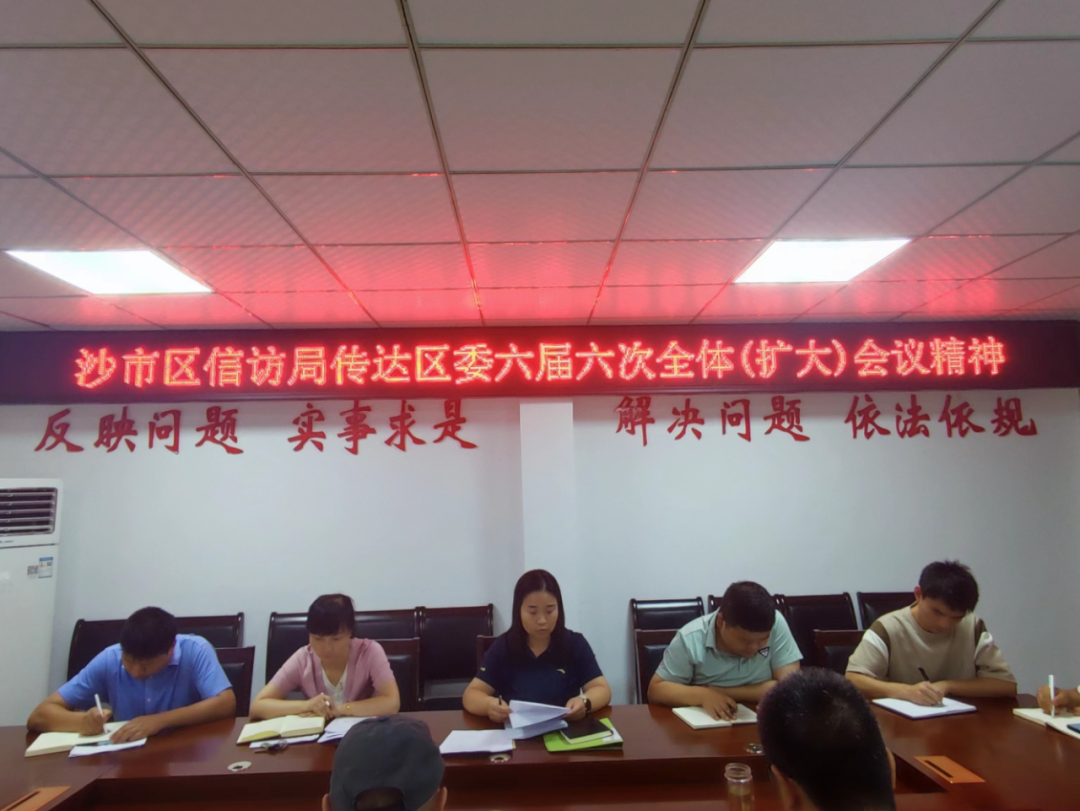 沙市区信访局传达区委六届六次全体(扩大)会议精神
反映问题 实事求是 解决问题 依法依规